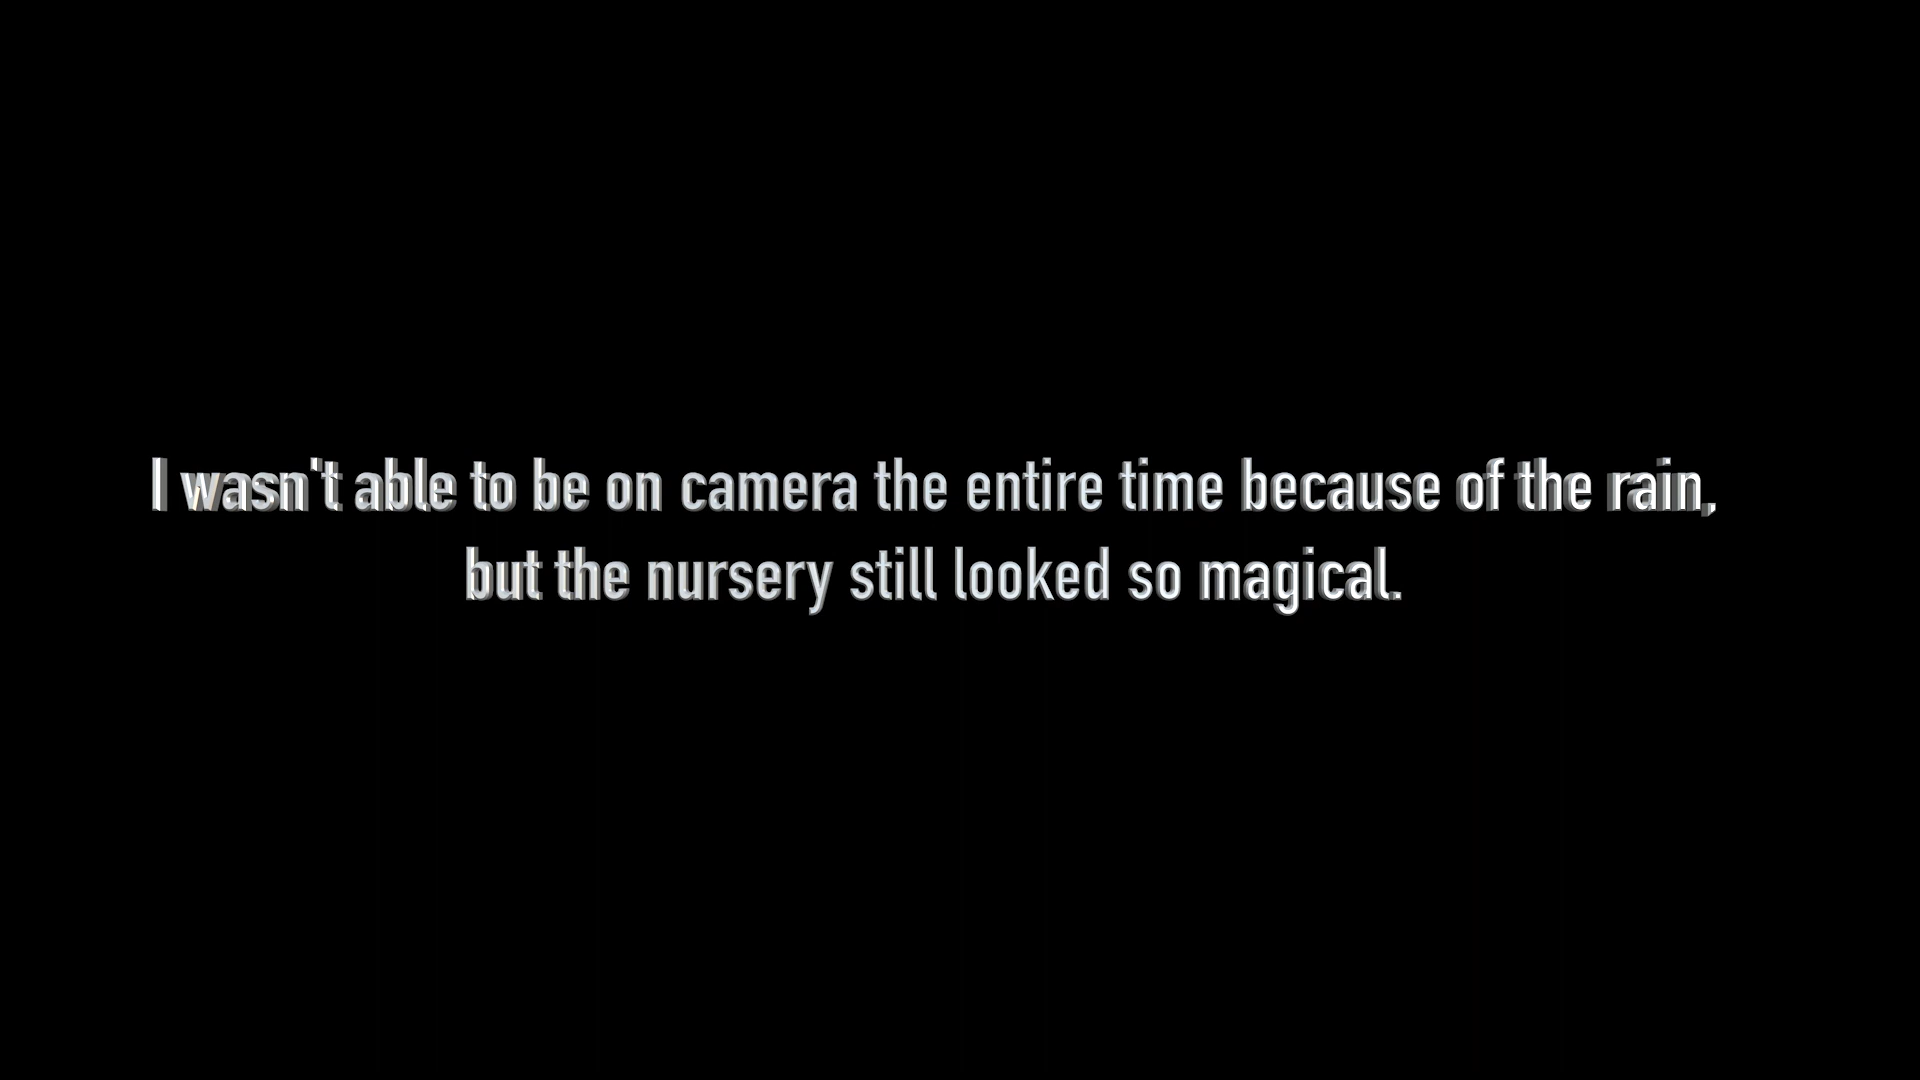 I wasn't able to be on camera the entire time because of the rain,
but the nursery still looked so magical.